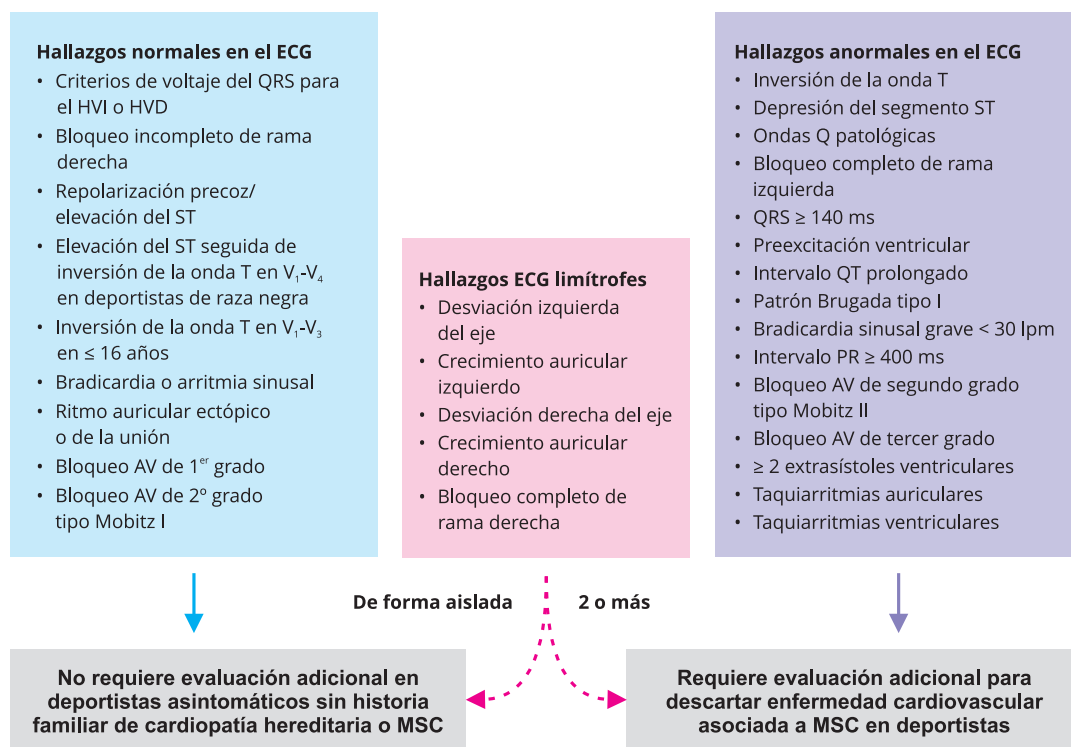 Hallazgos normales en el ECG
• Criterios de voltaje del QRS para
el HVI o HVD
• Bloqueo incompleto de rama
derecha
• Repolarización precoz/
elevación del ST
• Elevación del ST seguida de
inversión de la onda T en V₁-V₄
en deportistas de raza negra
• Inversión de la onda T en V₁-V₃
en ≤ 16 años
• Bradicardia o arritmia sinusal
• Ritmo auricular ectópico
o de la unión
• Bloqueo AV de 1er grado
• Bloqueo AV de 2º grado
tipo Mobitz I
Hallazgos ECG limítrofes
• Desviación izquierda
del eje
• Crecimiento auricular
izquierdo
• Desviación derecha del eje
• Crecimiento auricular
derecho
• Bloqueo completo de
rama derecha
Hallazgos anormales en el ECG
• Inversión de la onda T
• Depresión del segmento ST
• Ondas Q patológicas
• Bloqueo completo de rama
izquierda
• QRS ≥ 140 ms
• Preexcitación ventricular
• Intervalo QT prolongado
• Patrón Brugada tipo I
• Bradicardia sinusal grave < 30 lpm
• Intervalo PR ≥ 400 ms
• Bloqueo AV de segundo grado
tipo Mobitz II
• Bloqueo AV de tercer grado
• ≥ 2 extrasístoles ventriculares
• Taquiarritmias auriculares
• Taquiarritmias ventriculares
De forma aislada
2 o más
No requiere evaluación adicional en
deportistas asintomáticos sin historia
familiar de cardiopatía hereditaria o MSC
Requiere evaluación adicional para
descartar enfermedad cardiovascular
asociada a MSC en deportistas